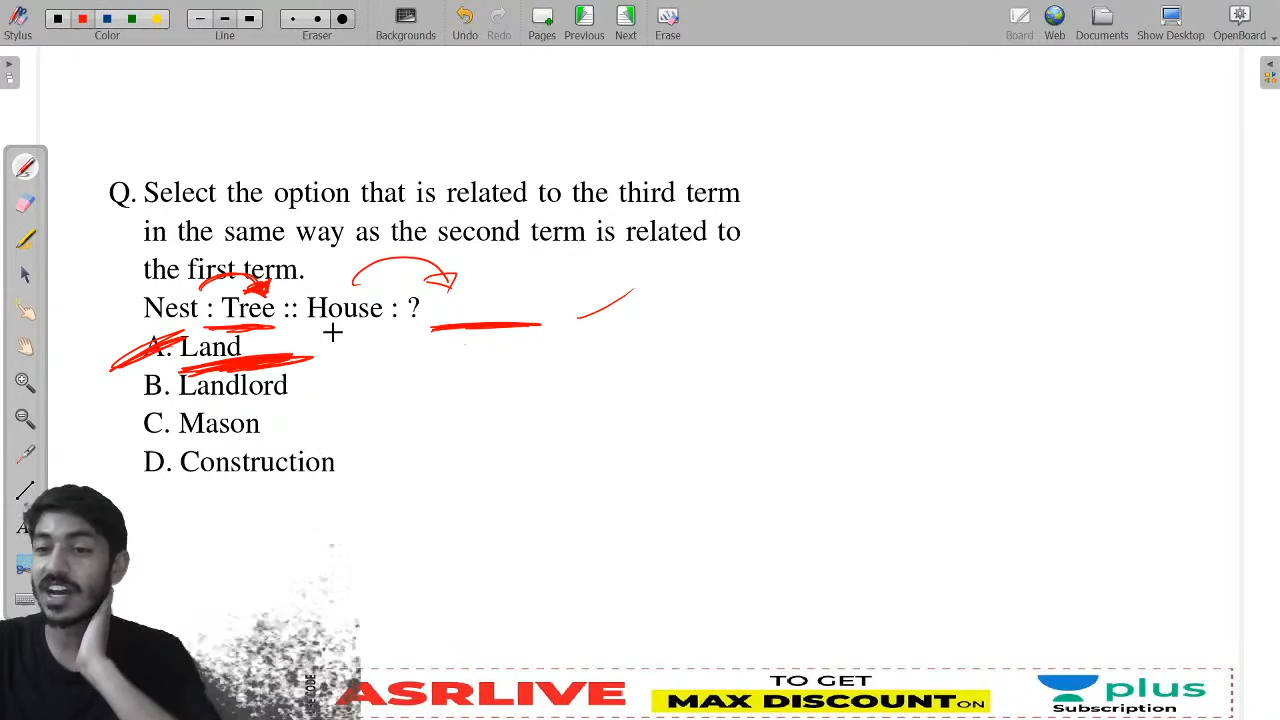 Stylus
Color
Line
Eraser
Backgrounds
Undo
Redo
Pages
Previous
Next
Erase
Board
Web
Documents
Show Desktop
OpenBoard
Q. Select the option that is related to the third term
in the same way as the second term is related to
the first term.
Nest : Tree :: House : ?
A. Land
B. Landlord
C. Mason
D. Construction
ASRLIVE
TO GET
MAX DISCOUNT ON
plus
Subscription